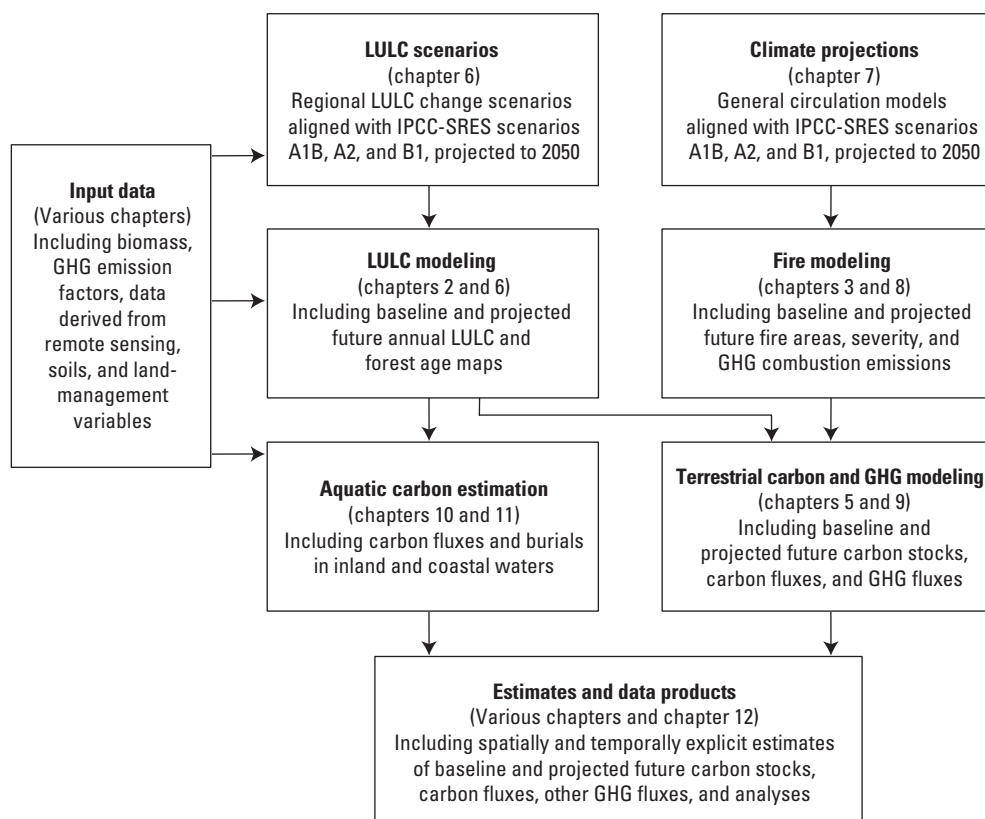 LULC scenarios
(chapter 6)
Regional LULC change scenarios
aligned with IPCC-SRES scenarios
A1B, A2, and B1, projected to 2050
Climate projections
(chapter 7)
General circulation models
aligned with IPCC-SRES scenarios
A1B, A2, and B1, projected to 2050
Input data
(Various chapters)
Including biomass,
GHG emission
factors, data
derived from
remote sensing,
soils, and land-
management
variables
LULC modeling
(chapters 2 and 6)
Including baseline and projected
future annual LULC and
forest age maps
Fire modeling
(chapters 3 and 8)
Including baseline and projected
future fire areas, severity, and
GHG combustion emissions
Aquatic carbon estimation
(chapters 10 and 11)
Including carbon fluxes and burials
in inland and coastal waters
Terrestrial carbon and GHG modeling
(chapters 5 and 9)
Including baseline and
projected future carbon stocks,
carbon fluxes, and GHG fluxes
Estimates and data products
(Various chapters and chapter 12)
Including spatially and temporally explicit estimates
of baseline and projected future carbon stocks,
carbon fluxes, other GHG fluxes, and analyses